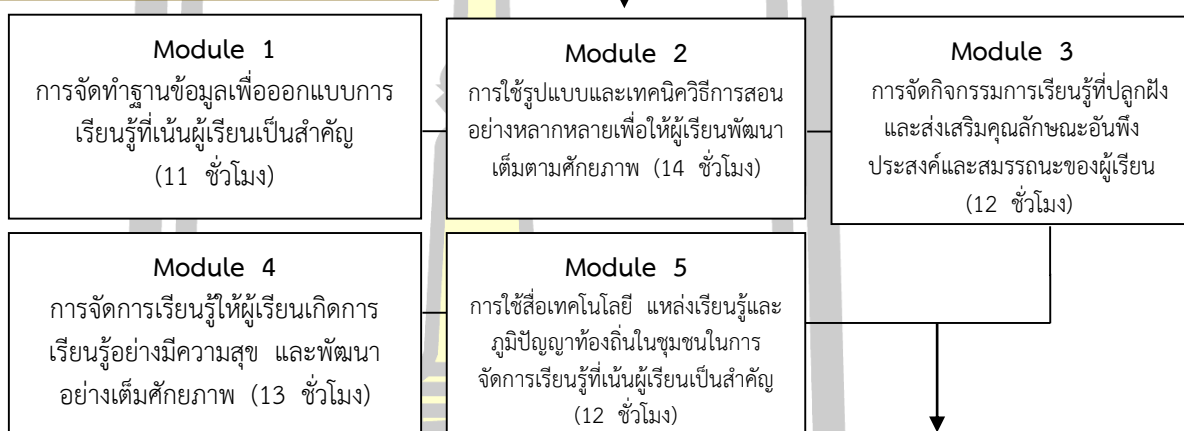 Module 1
การจัดทำฐานข้อมูลเพื่อออกแบบการ
เรียนรู้ที่เน้นผู้เรียนเป็นสำคัญ
(11 ชั่วโมง)
Module 2
การใช้รูปแบบและเทคนิควิธีการสอน
อย่างหลากหลายเพื่อให้ผู้เรียนพัฒนา
เต็มตามศักยภาพ (14 ชั่วโมง)
Module 3
การจัดกิจกรรมการเรียนรู้ที่ปลูกฝัง
และส่งเสริมคุณลักษณะอันพึง
ประสงค์และสมรรถนะของผู้เรียน
(12 ชั่วโมง)
Module 4
การจัดการเรียนรู้ให้ผู้เรียนเกิดการ
เรียนรู้อย่างมีความสุข และพัฒนา
อย่างเต็มศักยภาพ (13 ชั่วโมง)
Module 5
การใช้สื่อเทคโนโลยี แหล่งเรียนรู้และ
ภูมิปัญญาท้องถิ่นในชุมชนในการ
จัดการเรียนรู้ที่เน้นผู้เรียนเป็นสำคัญ
(12 ชั่วโมง)